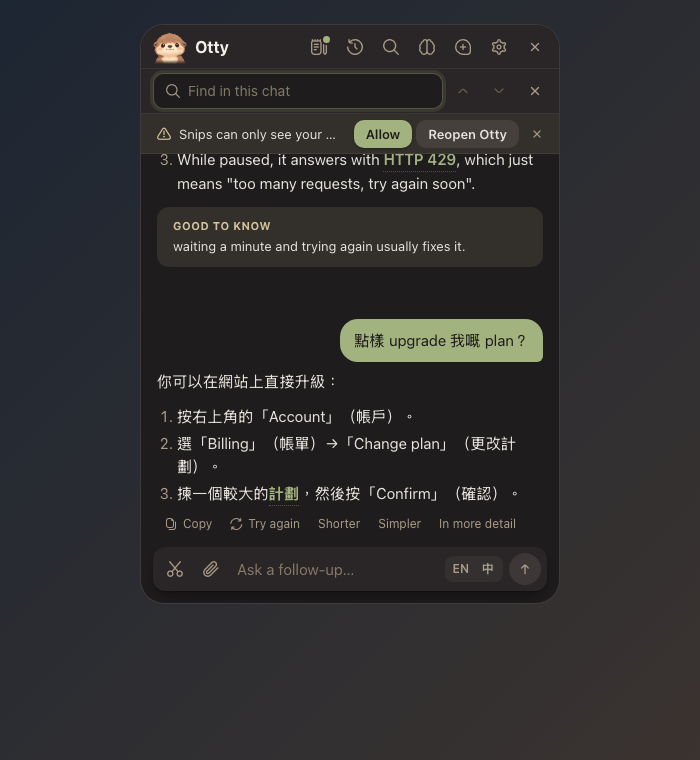 Otty
Find in this chat
Snips can only see your ...
Allow
Reopen Otty
3. While paused, it answers with HTTP 429, which just
means "too many requests, try again soon".
GOOD TO KNOW
waiting a minute and trying again usually fixes it.
點樣 upgrade 我嘅 plan？
你可以在網站上直接升級：
1. 按右上角的「Account」（帳戶）。
2. 選「Billing」（帳單）→「Change plan」（更改計
劃）。
3. 揀一個較大的計劃，然後按「Confirm」（確認）。
Copy
Try again
Shorter
Simpler
In more detail
Ask a follow-up...
EN 中